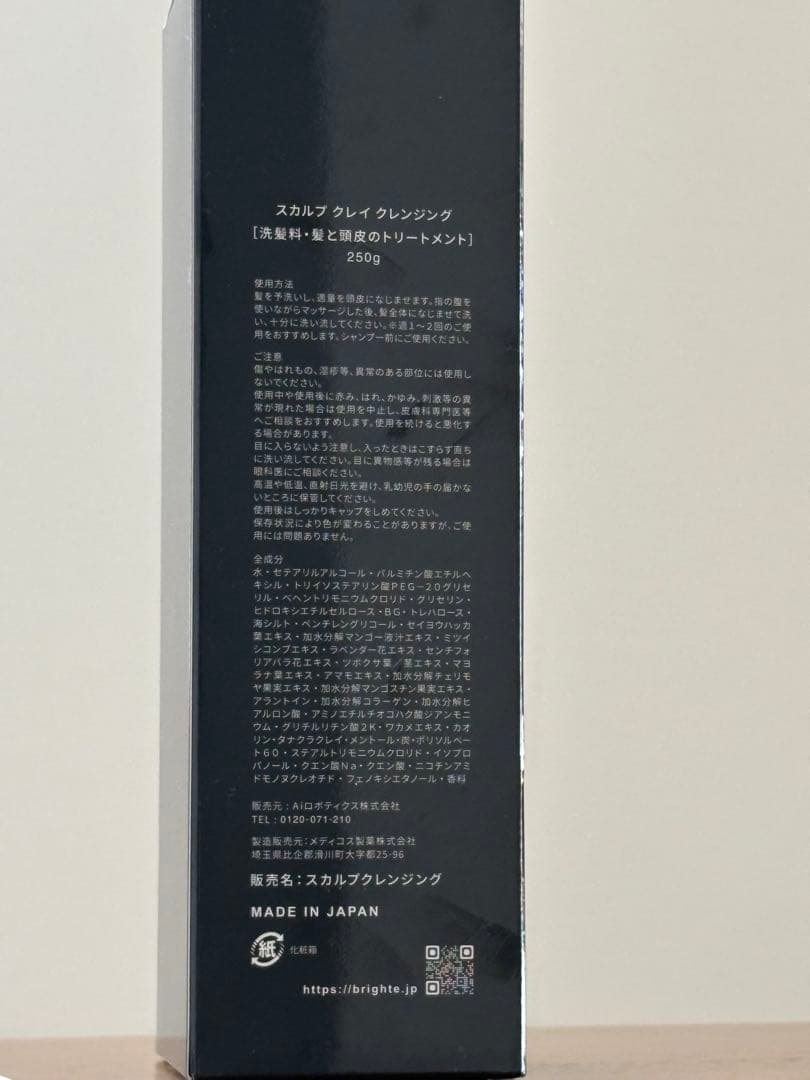 スカルプ クレイ クレンジング
[洗髪料・髪と頭皮のトリートメント]
250g
使用方法
髪を予洗いし、適量を頭皮になじませます。指の腹を
使いながらマッサージした後、髪全体になじませて洗
い、十分に洗い流してください。※週1〜2回のご使
用をおすすめします。シャンプー前にご使用ください。
ご注意
傷やはれもの、湿疹等、異常のある部位には使用し
ないでください。
使用中や使用後に赤み、はれ、かゆみ、刺激等の異
常が現れた場合は使用を中止し、皮膚科専門医等
へご相談をおすすめします。使用を続けると悪化す
る場合があります。
目に入らないよう注意し、入ったときはこすらず直ち
に洗い流してください。目に異物感等が残る場合は
眼科医にご相談ください。
高温や低温、直射日光を避け、乳幼児の手の届かな
いところに保管してください。
使用後はしっかりキャップをしめてください。
保存状況により色が変わることがありますが、ご使
用には問題ありません。
全成分
水・セテアリルアルコール・パルミチン酸エチルヘ
キシル・トリイソステアリン酸PEG−20グリセ
リル・ベヘントリモニウムクロリド・グリセリン・
ヒドロキシエチルセルロース・BG・トレハロース・
海シルト・ペンチレングリコール・セイヨウハッカ
葉エキス・加水分解マンゴー液汁エキス・ミツイ
シコンブエキス・ラベンダー花エキス・センチフォ
リアバラ花エキス・ツボクサ葉/茎エキス・マヨ
ラナ葉エキス・アマモエキス・加水分解チェリモ
ヤ果実エキス・加水分解マンゴスチン果実エキス・
アラントイン・加水分解コラーゲン・加水分解ヒ
アルロン酸・アミノエチルチオコハク酸ジアンモニ
ウム・グリチルリチン酸2K・ワカメエキス・カオ
リン・タナクラクレイ・メントール・炭・ポリソルベー
ト60・ステアルトリモニウムクロリド・イソプロ
パノール・クエン酸Na・クエン酸・ニコチンアミ
ドモノヌクレオチド・フェノキシエタノール・香料
販売元：Aiロボティクス株式会社
TEL：0120-071-210
製造販売元：メディコス製薬株式会社
埼玉県比企郡滑川町大字都25-96
販売名：スカルプクレンジング
MADE IN JAPAN
紙 化粧箱
https://brighte.jp